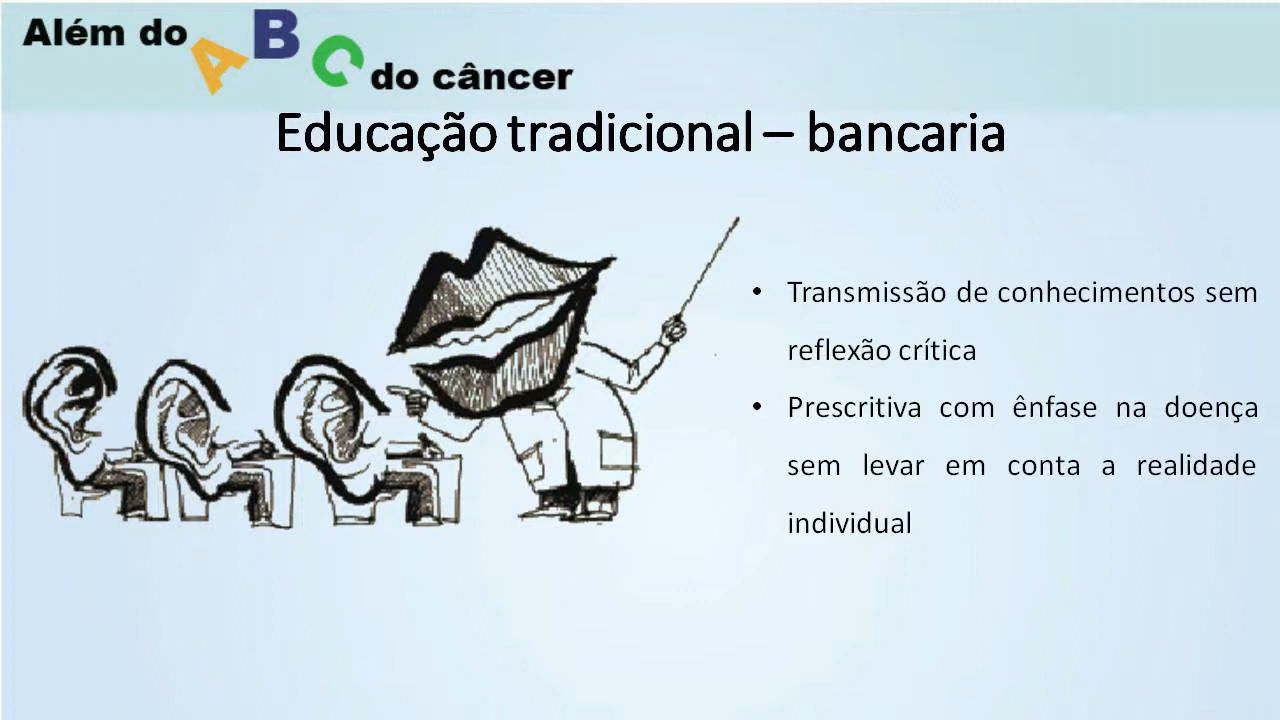 Além do ABC do câncer
Educação tradicional – bancaria
• Transmissão de conhecimentos sem
reflexão crítica
• Prescritiva com ênfase na doença
sem levar em conta a realidade
individual